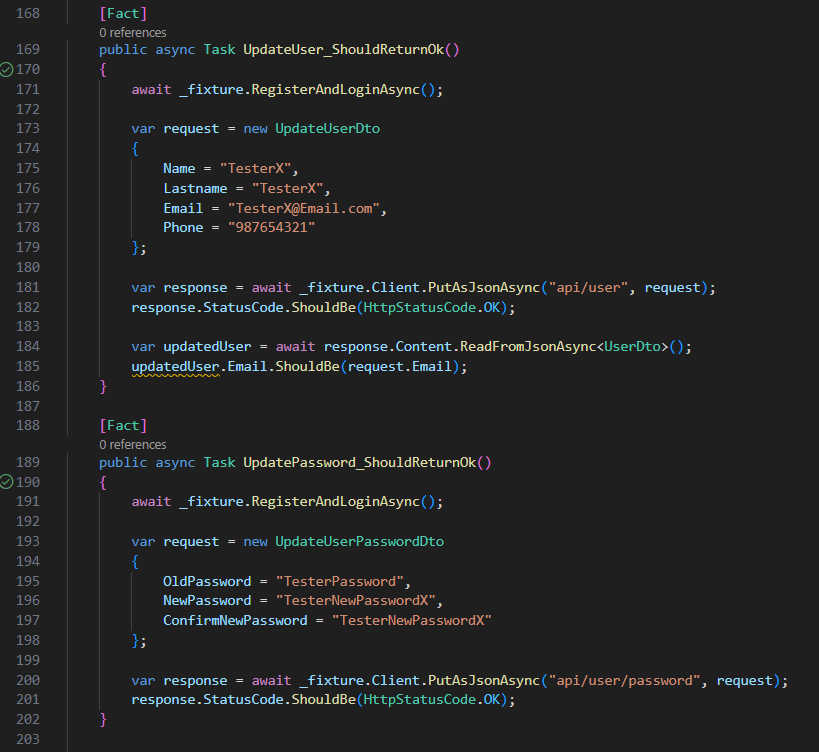 168 [Fact]
0 references
169 public async Task UpdateUser_ShouldReturnOk()
170 {
171 await _fixture.RegisterAndLoginAsync();
172
173 var request = new UpdateUserDto
174 {
175 Name = "TesterX",
176 Lastname = "TesterX",
177 Email = "TesterX@Email.com",
178 Phone = "987654321"
179 };
180
181 var response = await _fixture.Client.PutAsJsonAsync("api/user", request);
182 response.StatusCode.ShouldBe(HttpStatusCode.OK);
183
184 var updatedUser = await response.Content.ReadFromJsonAsync<UserDto>();
185 updatedUser.Email.ShouldBe(request.Email);
186 }
187
188 [Fact]
0 references
189 public async Task UpdatePassword_ShouldReturnOk()
190 {
191 await _fixture.RegisterAndLoginAsync();
192
193 var request = new UpdateUserPasswordDto
194 {
195 OldPassword = "TesterPassword",
196 NewPassword = "TesterNewPasswordX",
197 ConfirmNewPassword = "TesterNewPasswordX"
198 };
199
200 var response = await _fixture.Client.PutAsJsonAsync("api/user/password", request);
201 response.StatusCode.ShouldBe(HttpStatusCode.OK);
202 }
203